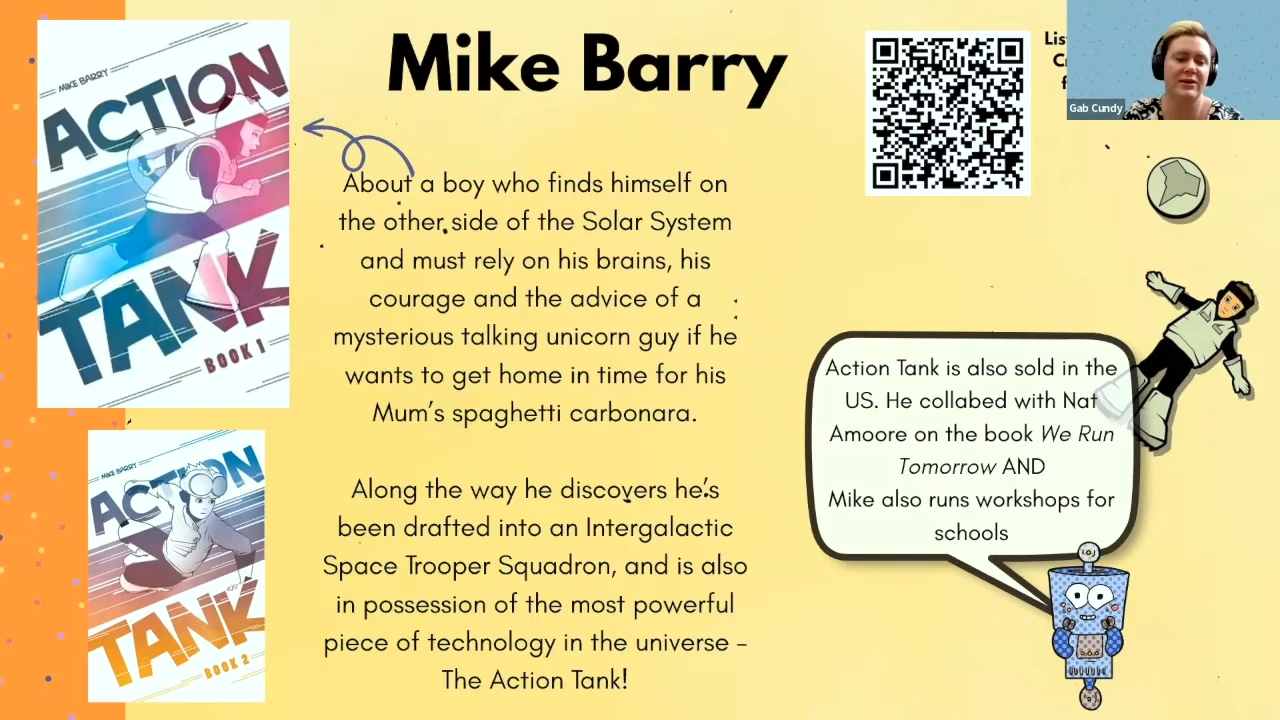 Mike Barry
MIKE BARRY
ACTION
TANK
BOOK 1
About a boy who finds himself on
the other side of the Solar System
and must rely on his brains, his
courage and the advice of a
mysterious talking unicorn guy if he
wants to get home in time for his
Mum's spaghetti carbonara.
Along the way he discovers he's
been drafted into an Intergalactic
Space Trooper Squadron, and is also
in possession of the most powerful
piece of technology in the universe –
The Action Tank!
MIKE BARRY
ACTION
TANK
BOOK 2
Gab Cundy
Action Tank is also sold in the
US. He collabed with Nat
Amoore on the book We Run
Tomorrow AND
Mike also runs workshops for
schools